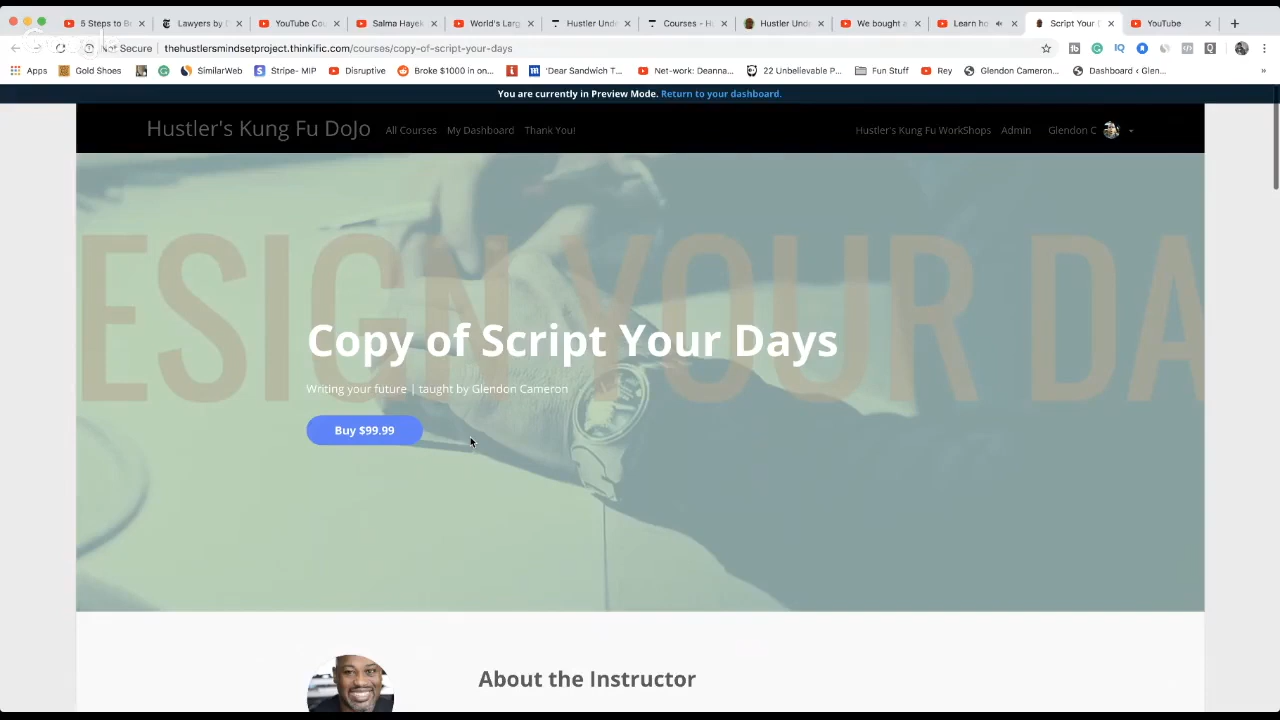 5 Steps to B
Lawyers by D
YouTube Cou
Salma Hayek
World's Larg
Hustler Unde
Courses - Hu
Hustler Unde
We bought a
Learn ho
Script Your D
YouTube
Not Secure
thehustlersmindsetproject.thinkific.com/courses/copy-of-script-your-days
Apps
Gold Shoes
SimilarWeb
Stripe- MIP
Disruptive
Broke $1000 in on...
'Dear Sandwich T...
Net-work: Deanna...
22 Unbelievable P...
Fun Stuff
Rey
Glendon Cameron...
Dashboard ‹ Glen...
»
You are currently in Preview Mode. Return to your dashboard.
Hustler's Kung Fu DoJo
All Courses
My Dashboard
Thank You!
Hustler's Kung Fu WorkShops
Admin
Glendon C
ESIGN YOUR DA
Copy of Script Your Days
Writing your future | taught by Glendon Cameron
Buy $99.99
About the Instructor